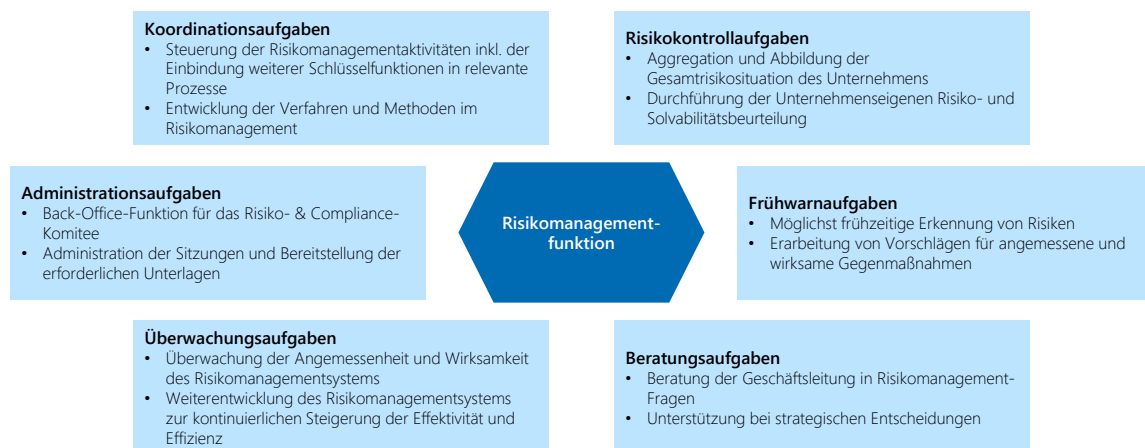 Koordinationsaufgaben
• Steuerung der Risikomanagementaktivitäten inkl. der
Einbindung weiterer Schlüsselfunktionen in relevante
Prozesse
• Entwicklung der Verfahren und Methoden im
Risikomanagement
Risikokontrollaufgaben
• Aggregation und Abbildung der
Gesamtrisikosituation des Unternehmens
• Durchführung der Unternehmenseigenen Risiko- und
Solvabilitätsbeurteilung
Administrationsaufgaben
• Back-Office-Funktion für das Risiko- & Compliance-
Komitee
• Administration der Sitzungen und Bereitstellung der
erforderlichen Unterlagen
Risikomanagement-
funktion
Frühwarnaufgaben
• Möglichst frühzeitige Erkennung von Risiken
• Erarbeitung von Vorschlägen für angemessene und
wirksame Gegenmaßnahmen
Überwachungsaufgaben
• Überwachung der Angemessenheit und Wirksamkeit
des Risikomanagementsystems
• Weiterentwicklung des Risikomanagementsystems
zur kontinuierlichen Steigerung der Effektivität und
Effizienz
Beratungsaufgaben
• Beratung der Geschäftsleitung in Risikomanagement-
Fragen
• Unterstützung bei strategischen Entscheidungen